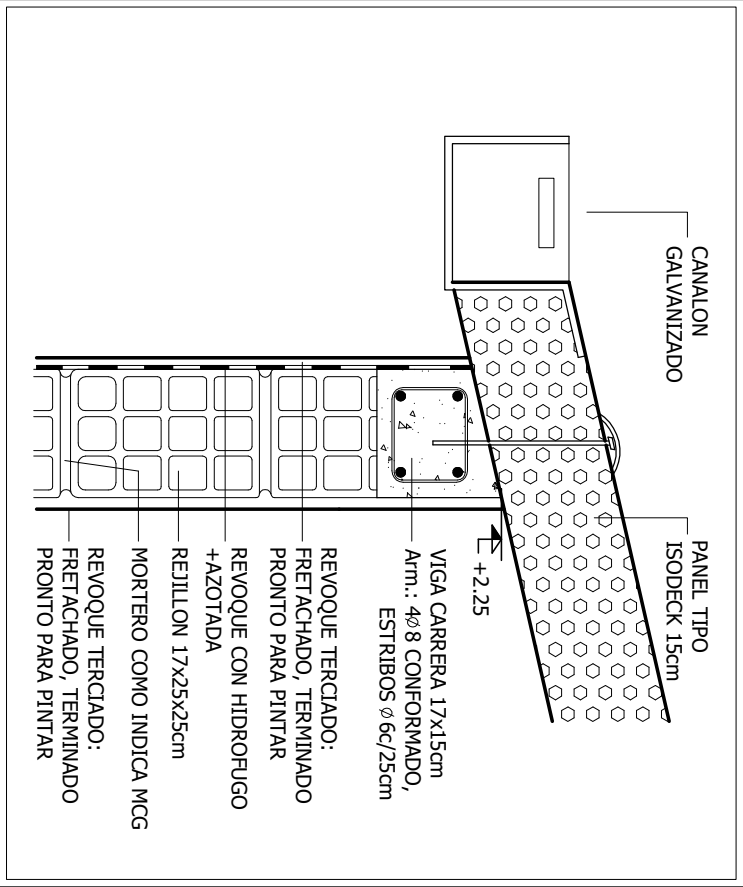 CANALON
GALVANIZADO
PANEL TIPO
ISODECK 15cm
+2.25
VIGA CARRERA 17x15cm
Arm.: 4Ø8 CONFORMADO,
ESTRIBOS Ø6c/25cm
REVOQUE TERCIADO:
FRETACHADO, TERMINADO
PRONTO PARA PINTAR
REVOQUE CON HIDROFUGO
+AZOTADA
REJILLON 17x25x25cm
MORTERO COMO INDICA MCG
REVOQUE TERCIADO:
FRETACHADO, TERMINADO
PRONTO PARA PINTAR